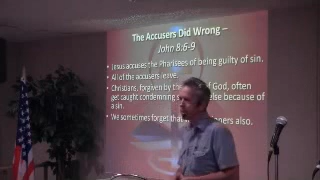 The Accusers Did Wrong –
John 8:6-9
• Jesus accuses the Pharisees of being guilty of sin.
• All of the accusers leave.
• Christians, forgiven by the of God, often
get caught condemning else because of
a sin.
• We sometimes forget that sinners also.